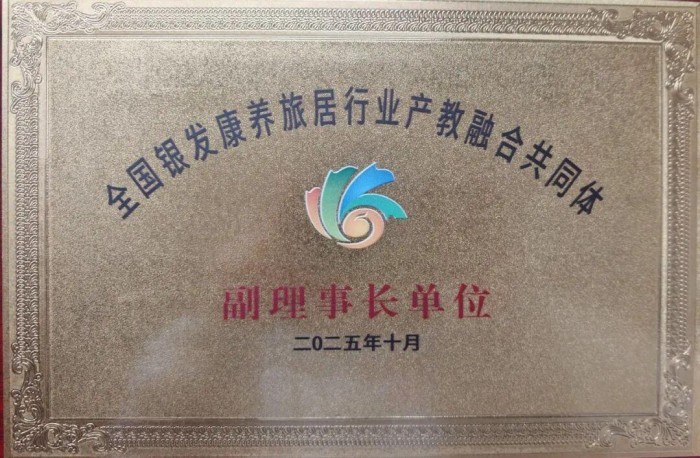 全国银发康养旅居行业产教融合共同体
副理事长单位
二0二五年十月